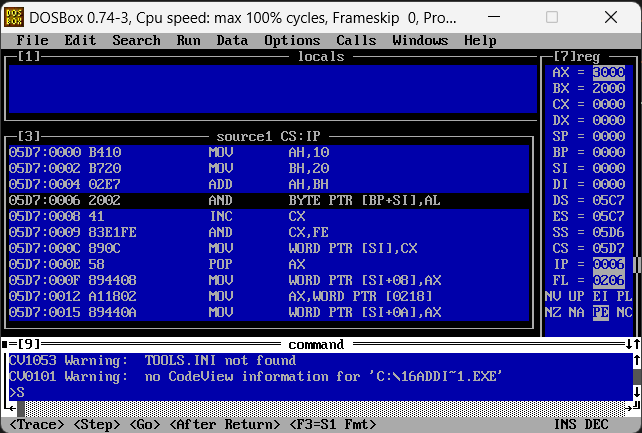 DOSBox 0.74-3, Cpu speed: max 100% cycles, Frameskip 0, Pro...
File Edit Search Run Data Options Calls Windows Help
[1] locals
[7]reg
AX = 3000
BX = 2000
CX = 0000
DX = 0000
SP = 0000
BP = 0000
SI = 0000
DI = 0000
DS = 05C7
ES = 05C7
SS = 05D6
CS = 05D7
IP = 0006
FL = 0206
NV UP EI PL
NZ NA PE NC
[3] source1 CS:IP
05D7:0000 B410 MOV AH,10
05D7:0002 B720 MOV BH,20
05D7:0004 02E7 ADD AH,BH
05D7:0006 2002 AND BYTE PTR [BP+SI],AL
05D7:0008 41 INC CX
05D7:0009 83E1FE AND CX,FE
05D7:000C 890C MOV WORD PTR [SI],CX
05D7:000E 58 POP AX
05D7:000F 894408 MOV WORD PTR [SI+08],AX
05D7:0012 A11802 MOV AX,WORD PTR [0218]
05D7:0015 89440A MOV WORD PTR [SI+0A],AX
[9] command
CV1053 Warning: TOOLS.INI not found
CV0101 Warning: no CodeView information for 'C:\16ADDI~1.EXE'
>S
<Trace> <Step> <Go> <After Return> <F3=S1 Fmt> INS DEC